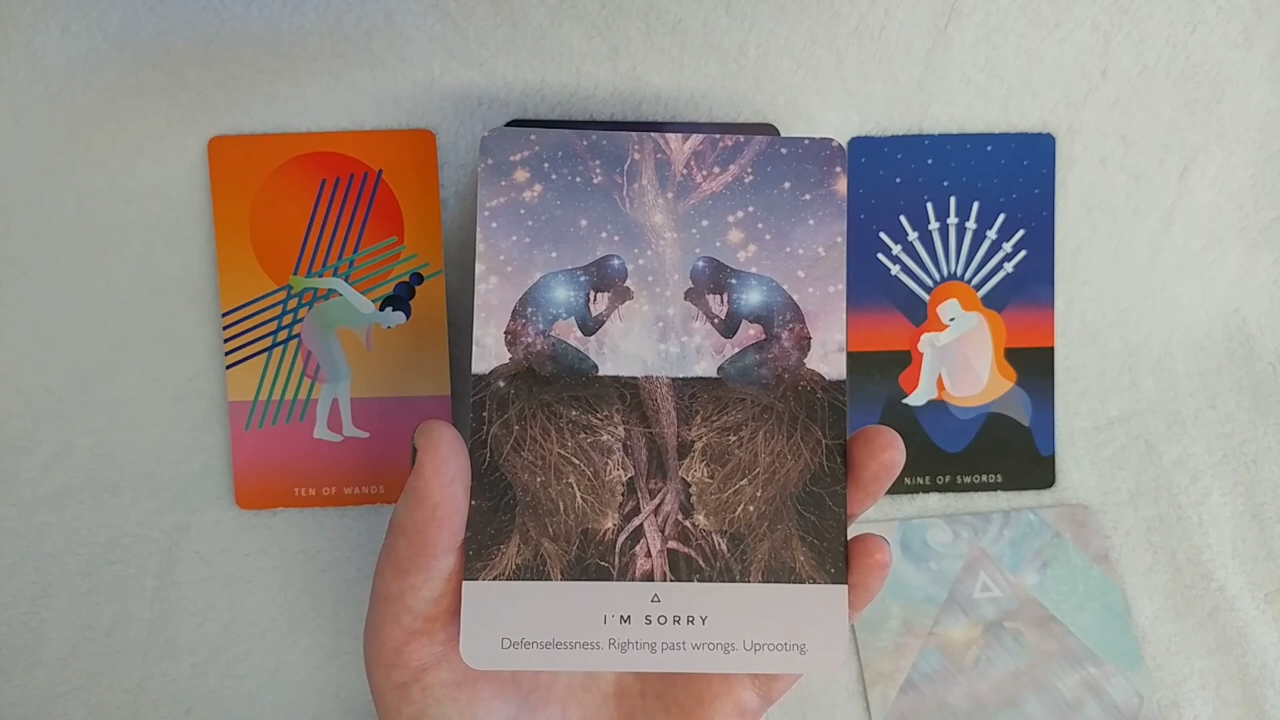 TEN OF WANDS
NINE OF SWORDS
I'M SORRY
Defenselessness. Righting past wrongs. Uprooting.